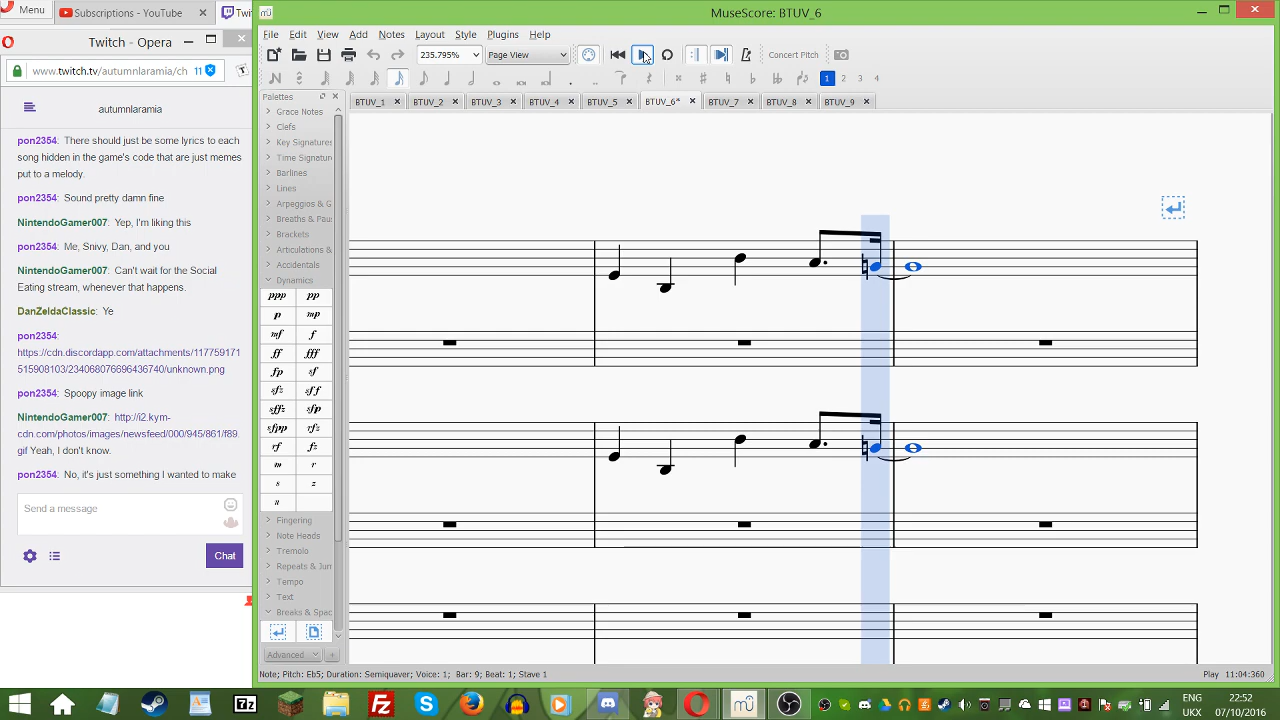 Menu
Subscriptions - YouTube
Twi
MuseScore: BTUV_6
Twitch - Opera
www.twitch.tv/autumnlaramia/ch
11
File Edit View Add Notes Layout Style Plugins Help
235.795%
Page View
Concert Pitch
1 2 3 4
autumnlaramia
pon2354: There should just be some lyrics to each
song hidden in the game's code that are just memes
put to a melody.
pon2354: Sound pretty damn fine
NintendoGamer007: Yep, I'm liking this
pon2354: Me, Snivy, Dan, and you
NintendoGamer007: Can't wait for the Social
Eating stream, whenever that happens.
DanZeldaClassic: Ye
pon2354:
https://cdn.discordapp.com/attachments/117759171
515908103/234068076696436740/unknown.png
pon2354: Spoopy image link
NintendoGamer007: http://i2.kym-
cdn.com/photos/images/newsfeed/000/945/861/f89.
gif Yeah, I don't know.
pon2354: No, it's just something I wanted to make
Send a message
Chat
Palettes
Grace Notes
Clefs
Key Signatures
Time Signatur
Barlines
Lines
Arpeggios & G
Breaths & Pau
Brackets
Articulations &
Accidentals
Dynamics
ppp pp
p mp
mf f
ff fff
fp sf
sfz sff
sffz sfp
sfpp rfz
rf fz
m r
s z
n
Fingering
Note Heads
Tremolo
Repeats & Jum
Tempo
Text
Breaks & Spac
Advanced
BTUV_1 BTUV_2 BTUV_3 BTUV_4 BTUV_5 BTUV_6* BTUV_7 BTUV_8 BTUV_9
Note; Pitch: Eb5; Duration: Semiquaver; Voice: 1; Bar: 9; Beat: 1; Stave 1
Play: 11:04:360
ENG
UKX
22:52
07/10/2016